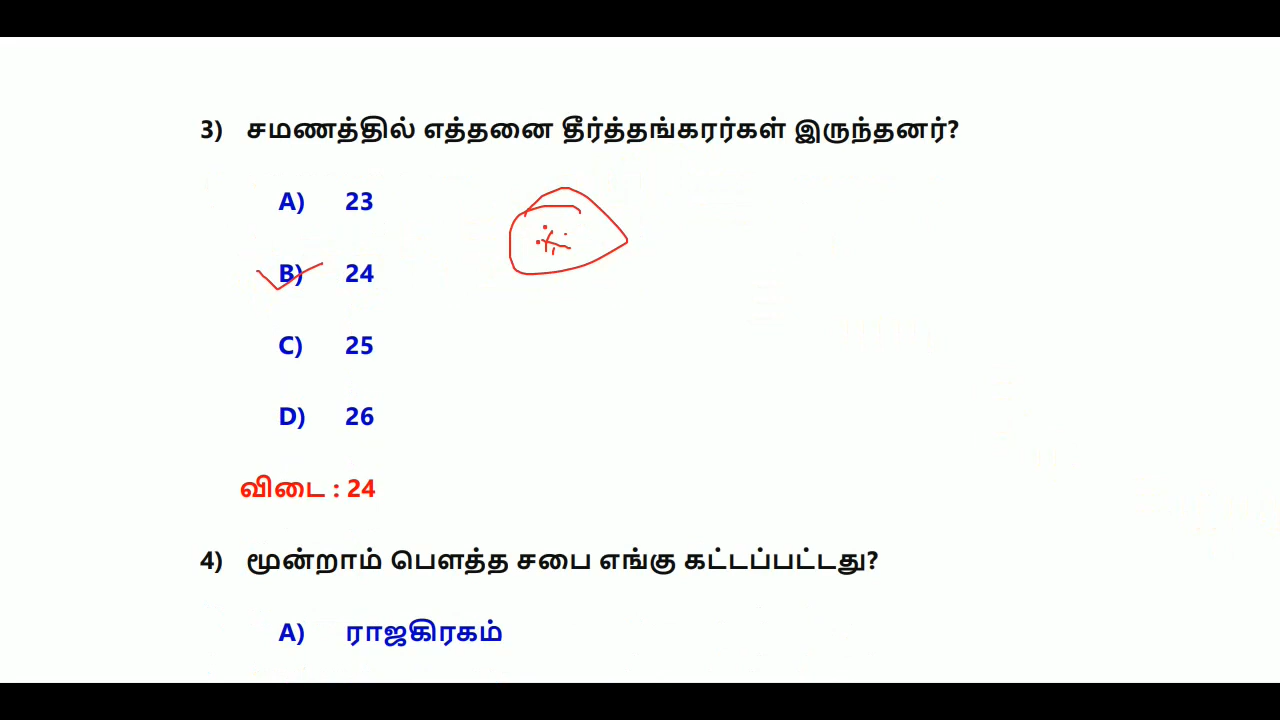 3) சமணத்தில் எத்தனை தீர்த்தங்கரர்கள் இருந்தனர்?
A) 23
B) 24
C) 25
D) 26
விடை : 24
4) மூன்றாம் பௌத்த சபை எங்கு கட்டப்பட்டது?
A) ராஜகிரகம்